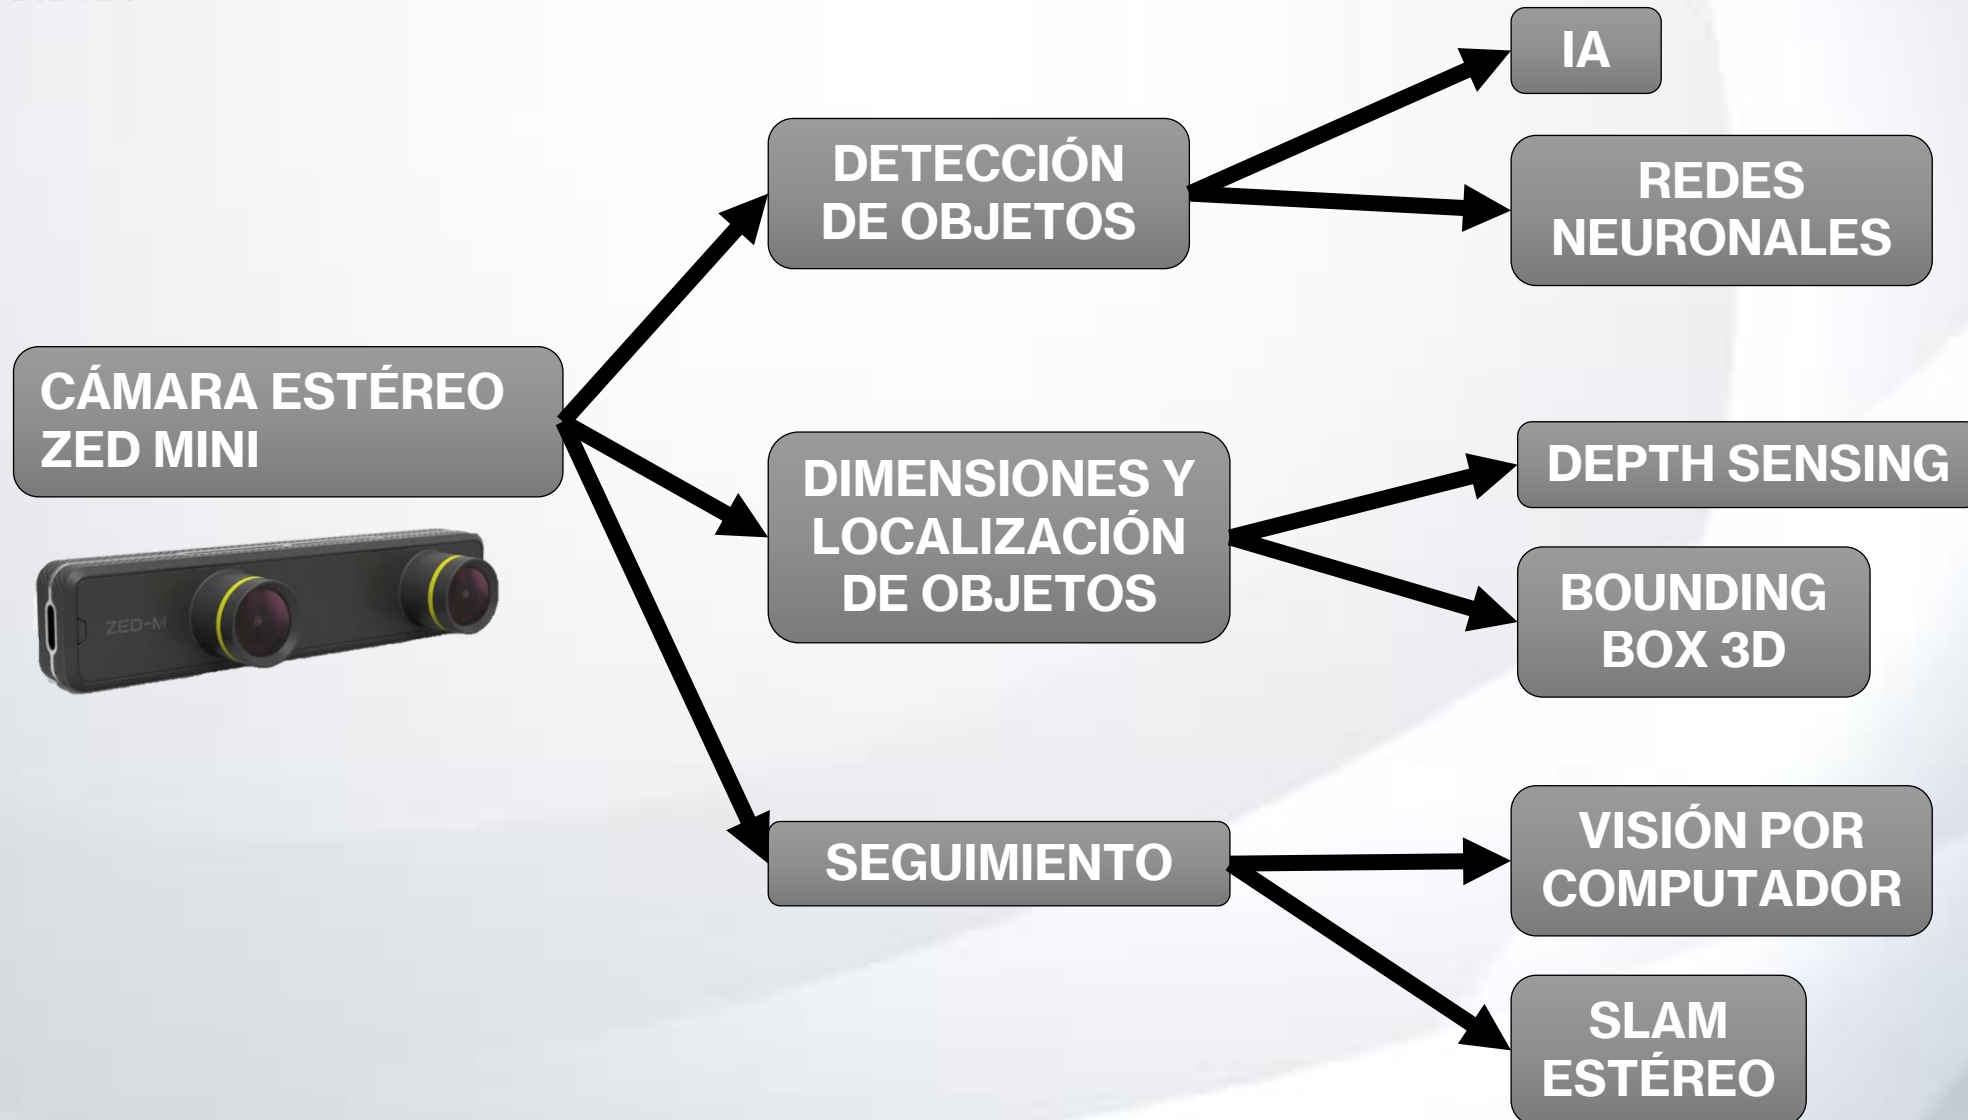 CÁMARA ESTÉREO
ZED MINI
ZED-M
DETECCIÓN
DE OBJETOS
IA
REDES
NEURONALES
DIMENSIONES Y
LOCALIZACIÓN
DE OBJETOS
DEPTH SENSING
BOUNDING
BOX 3D
SEGUIMIENTO
VISIÓN POR
COMPUTADOR
SLAM
ESTÉREO